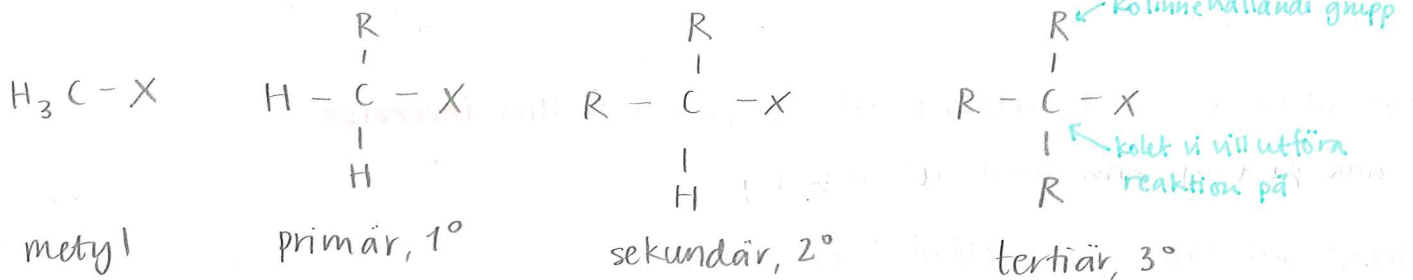 H₃C - X
R
H - C - X
H
metyl
primär, 1°
R
R - C - X
H
sekundär, 2°
R
kolinnehållande grupp
R - C - X
kolet vi vill utföra
reaktion på
R
tertiär, 3°